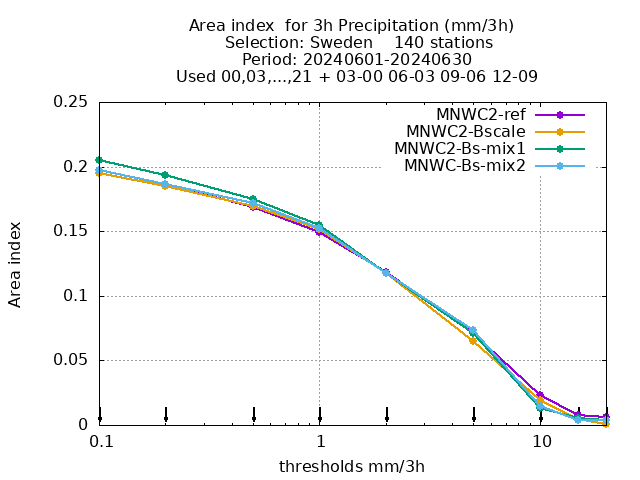 Area index  for 3h Precipitation (mm/3h)
Selection: Sweden    140 stations
Period: 20240601-20240630
Used 00,03,...,21 + 03-00 06-03 09-06 12-09
MNWC2-ref
MNWC2-Bscale
MNWC2-Bs-mix1
MNWC-Bs-mix2
Area index
0.25
0.2
0.15
0.1
0.05
0
0.1 1 10
thresholds mm/3h